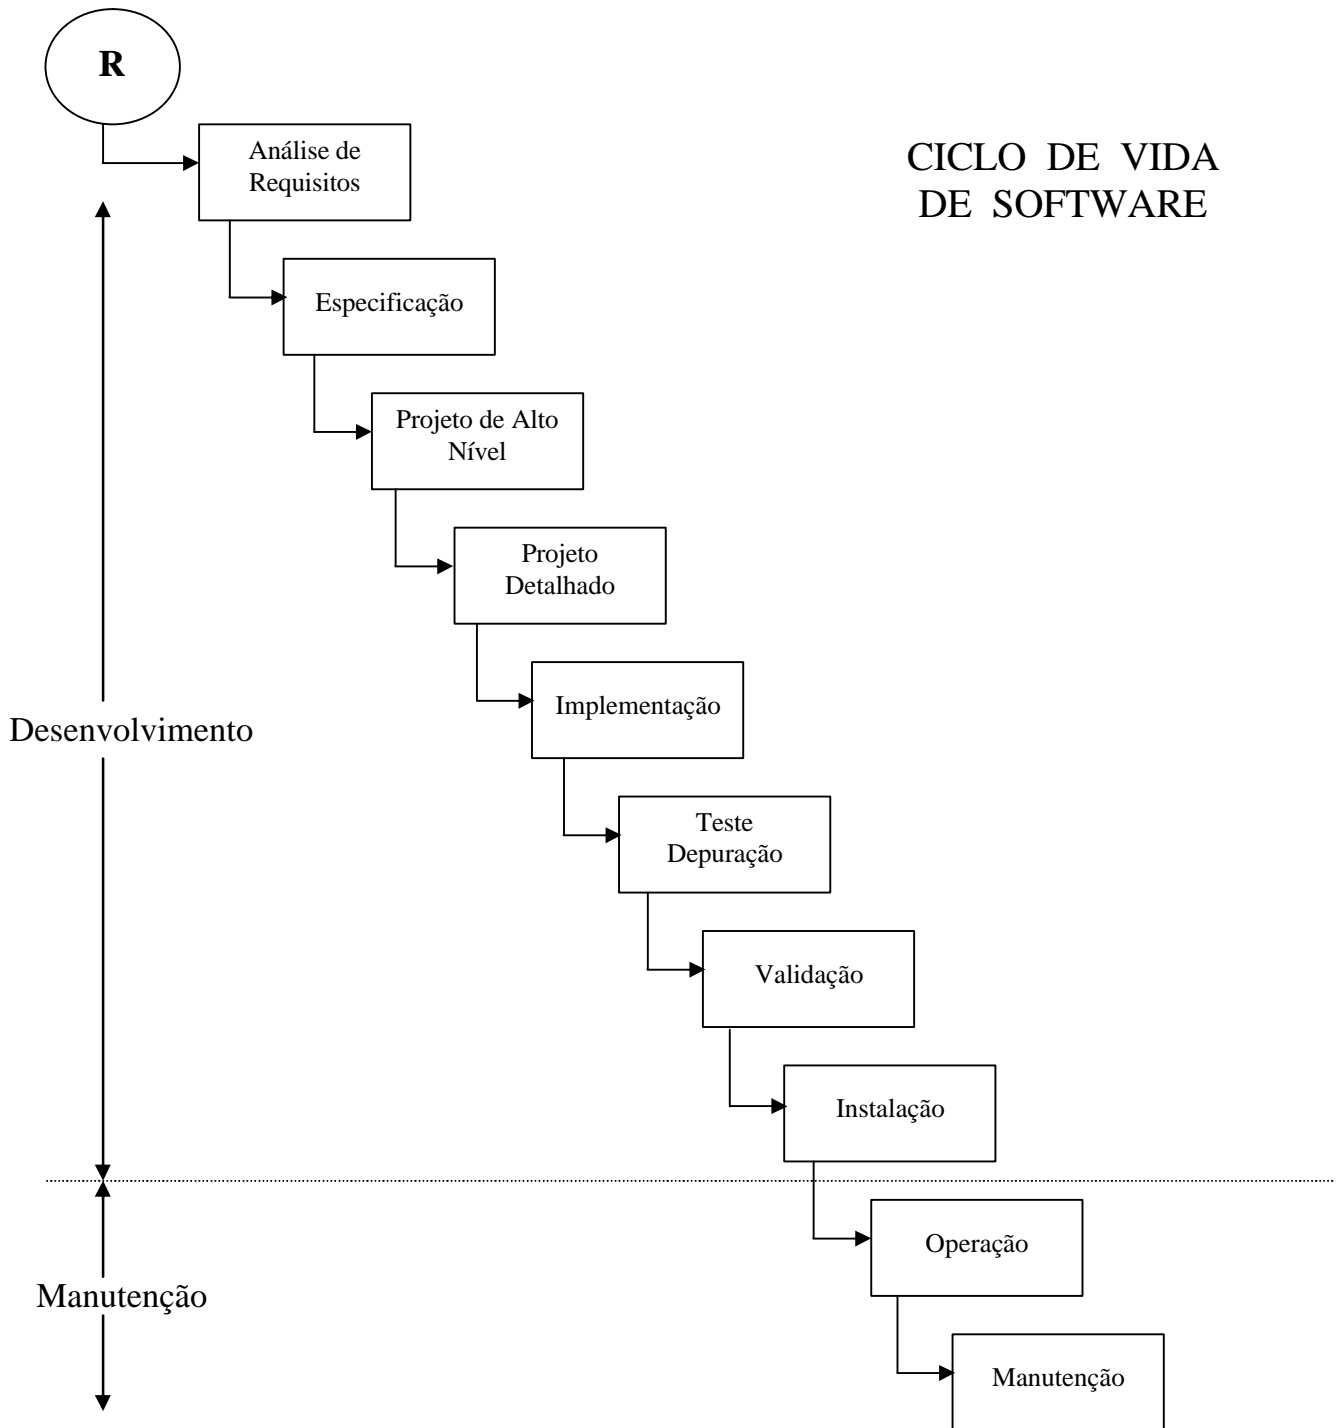 R
CICLO DE VIDA
DE SOFTWARE
Análise de
Requisitos
Especificação
Projeto de Alto
Nível
Projeto
Detalhado
Implementação
Desenvolvimento
Teste
Depuração
Validação
Instalação
Operação
Manutenção
Manutenção